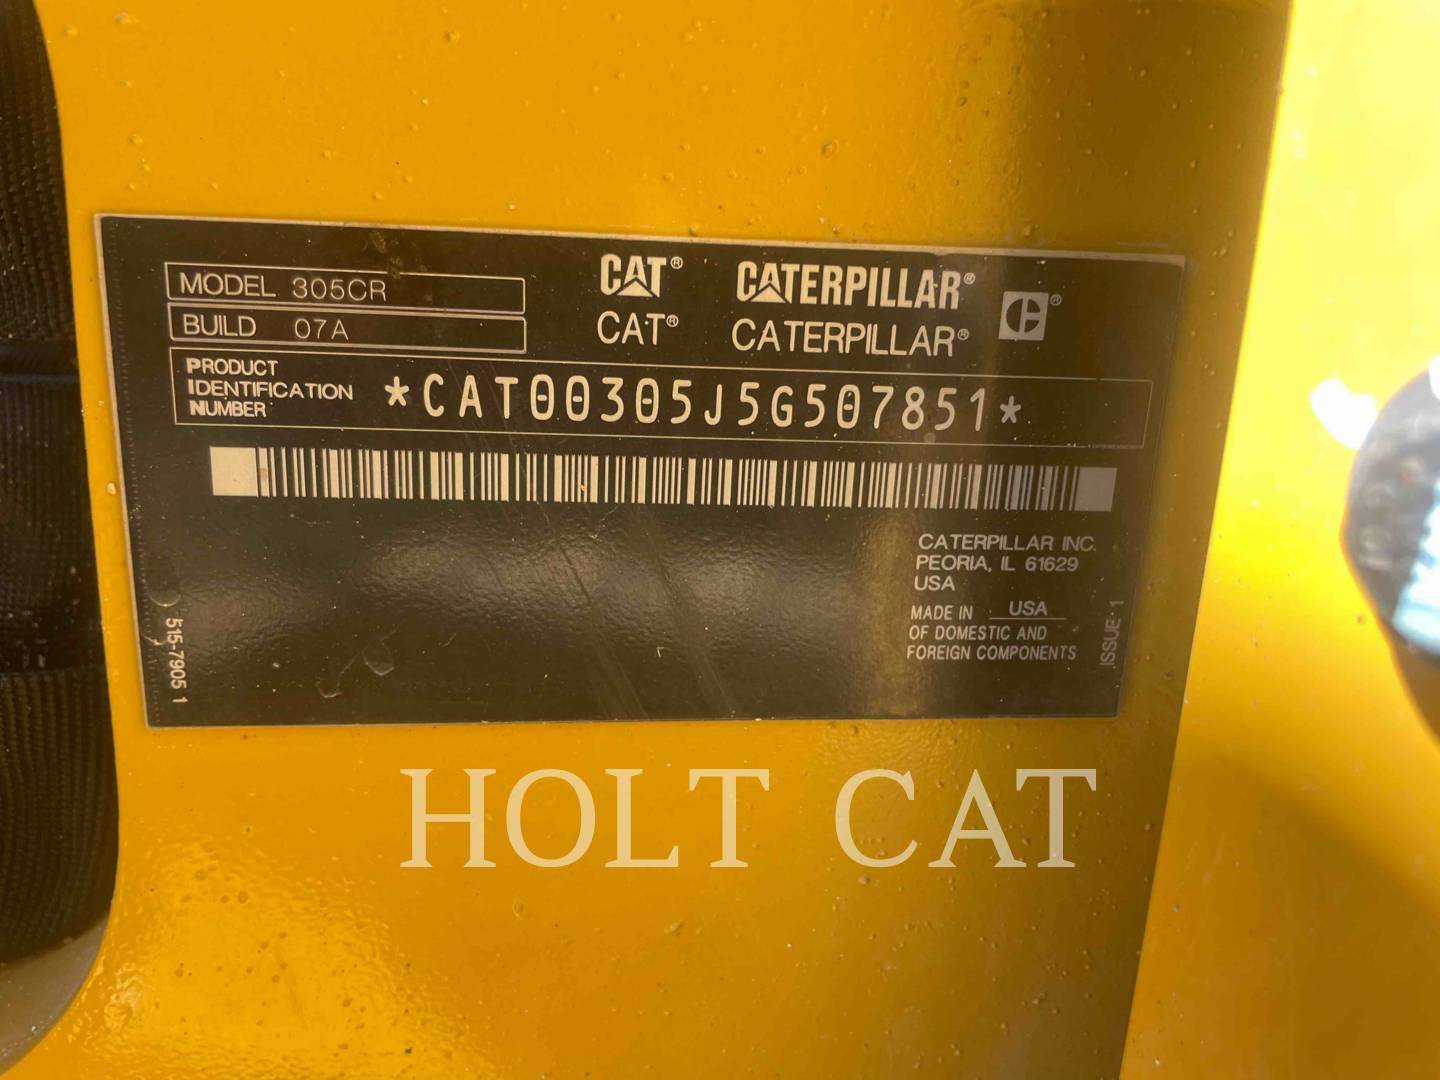 MODEL 305CR
BUILD 07A
CAT® CATERPILLAR® ®
CAT® CATERPILLAR®
PRODUCT
IDENTIFICATION
NUMBER
*CAT00305J5G507851*
CATERPILLAR INC.
PEORIA, IL 61629
USA
MADE IN USA
OF DOMESTIC AND
FOREIGN COMPONENTS
ISSUE: 1
515-7905 1
HOLT CAT